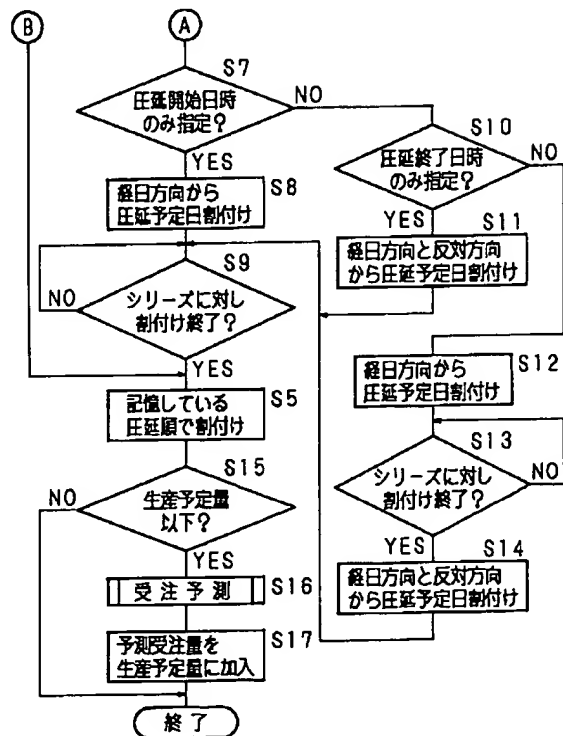 B
A
S7
圧延開始日時
のみ指定?
NO
YES
S8
経日方向から
圧延予定日割付け
S10
圧延終了日時
のみ指定?
NO
YES
S11
経日方向と反対方向
から圧延予定日割付け
S9
シリーズに対し
割付け終了?
NO
YES
S12
経日方向から
圧延予定日割付け
S5
記憶している
圧延順で割付け
S13
シリーズに対し
割付け終了?
NO
YES
S14
経日方向と反対方向
から圧延予定日割付け
S15
生産予定量
以下?
NO
YES
受注予測
S16
S17
予測受注量を
生産予定量に加入
終了